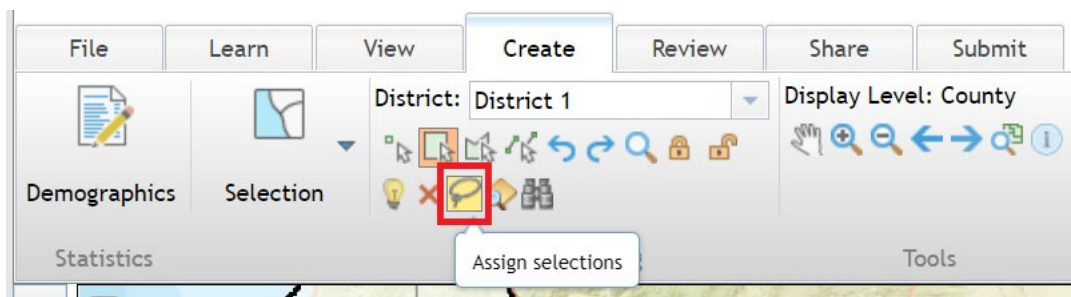 File Learn View Create Review Share Submit
District: District 1
Display Level: County
Demographics Selection
Statistics Tools
Assign selections